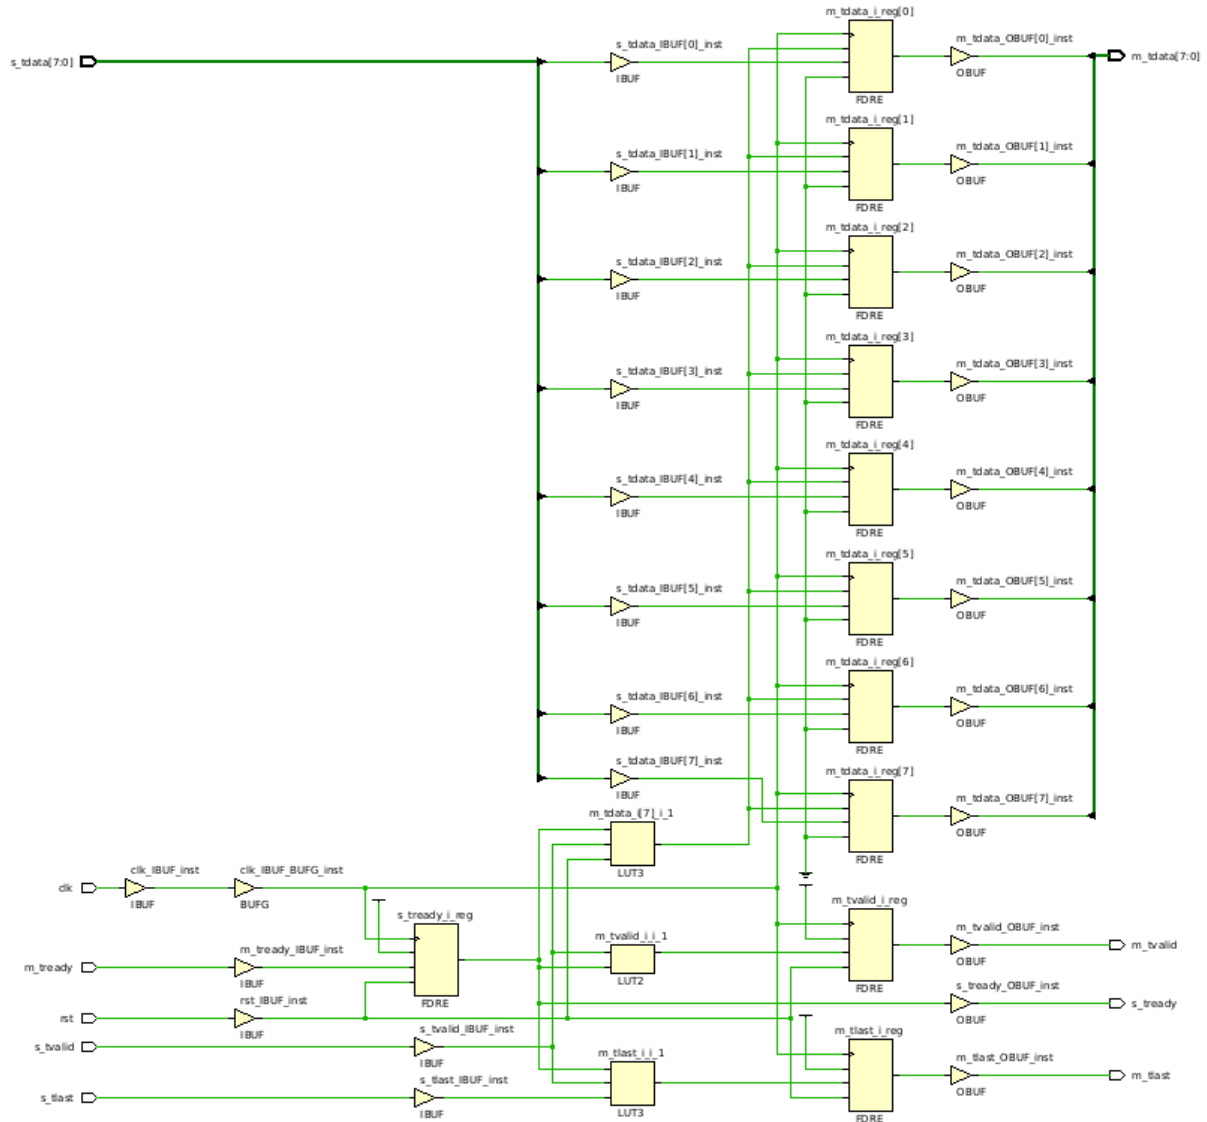 m_tdata_i_reg[0]
s_tdata[7:0]
s_tdata_IBUF[0]_inst
IBUF
FDRE
m_tdata_OBUF[0]_inst
OBUF
m_tdata[7:0]
m_tdata_i_reg[1]
s_tdata_IBUF[1]_inst
IBUF
FDRE
m_tdata_OBUF[1]_inst
OBUF
m_tdata_i_reg[2]
s_tdata_IBUF[2]_inst
IBUF
FDRE
m_tdata_OBUF[2]_inst
OBUF
m_tdata_i_reg[3]
s_tdata_IBUF[3]_inst
IBUF
FDRE
m_tdata_OBUF[3]_inst
OBUF
m_tdata_i_reg[4]
s_tdata_IBUF[4]_inst
IBUF
FDRE
m_tdata_OBUF[4]_inst
OBUF
m_tdata_i_reg[5]
s_tdata_IBUF[5]_inst
IBUF
FDRE
m_tdata_OBUF[5]_inst
OBUF
m_tdata_i_reg[6]
s_tdata_IBUF[6]_inst
IBUF
FDRE
m_tdata_OBUF[6]_inst
OBUF
s_tdata_IBUF[7]_inst
IBUF
m_tdata_i_reg[7]
FDRE
m_tdata_OBUF[7]_inst
OBUF
m_tdata_i[7]_i_1
LUT3
clk
clk_IBUF_inst
IBUF
clk_IBUF_BUFG_inst
BUFG
s_tready_i_reg
FDRE
m_tready
m_tready_IBUF_inst
IBUF
rst
rst_IBUF_inst
IBUF
m_tvalid_i_i_1
LUT2
m_tvalid_i_reg
FDRE
m_tvalid_OBUF_inst
OBUF
m_tvalid
s_tready_OBUF_inst
OBUF
s_tready
s_tvalid
s_tvalid_IBUF_inst
IBUF
s_tlast
s_tlast_IBUF_inst
IBUF
m_tlast_i_i_1
LUT3
m_tlast_i_reg
FDRE
m_tlast_OBUF_inst
OBUF
m_tlast